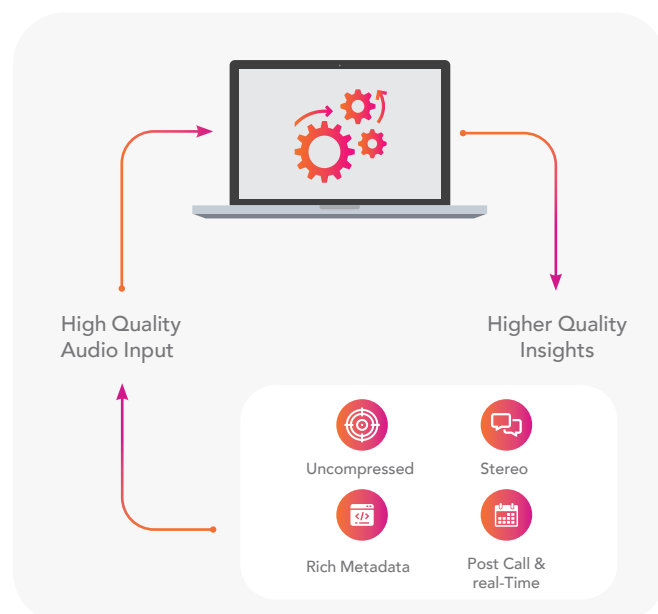 High Quality
Audio Input
Higher Quality
Insights
Uncompressed
Stereo
Rich Metadata
Post Call &
real-Time